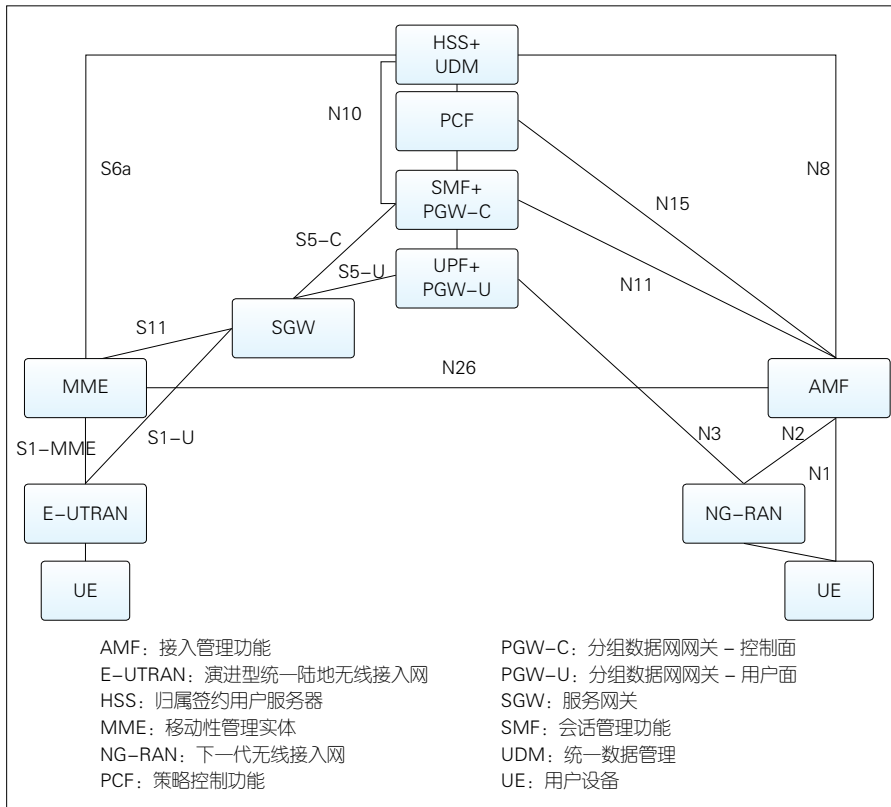 HSS+
UDM
N10
PCF
S6a
SMF+
PGW-C
N15
N8
S5-C
S5-U
UPF+
PGW-U
N11
S11
SGW
MME
N26
AMF
S1-MME
S1-U
N3
N2
N1
E-UTRAN
NG-RAN
UE
UE
AMF：接入管理功能
E-UTRAN：演进型统一陆地无线接入网
HSS：归属签约用户服务器
MME：移动性管理实体
NG-RAN：下一代无线接入网
PCF：策略控制功能
PGW-C：分组数据网网关 – 控制面
PGW-U：分组数据网网关 – 用户面
SGW：服务网关
SMF：会话管理功能
UDM：统一数据管理
UE：用户设备